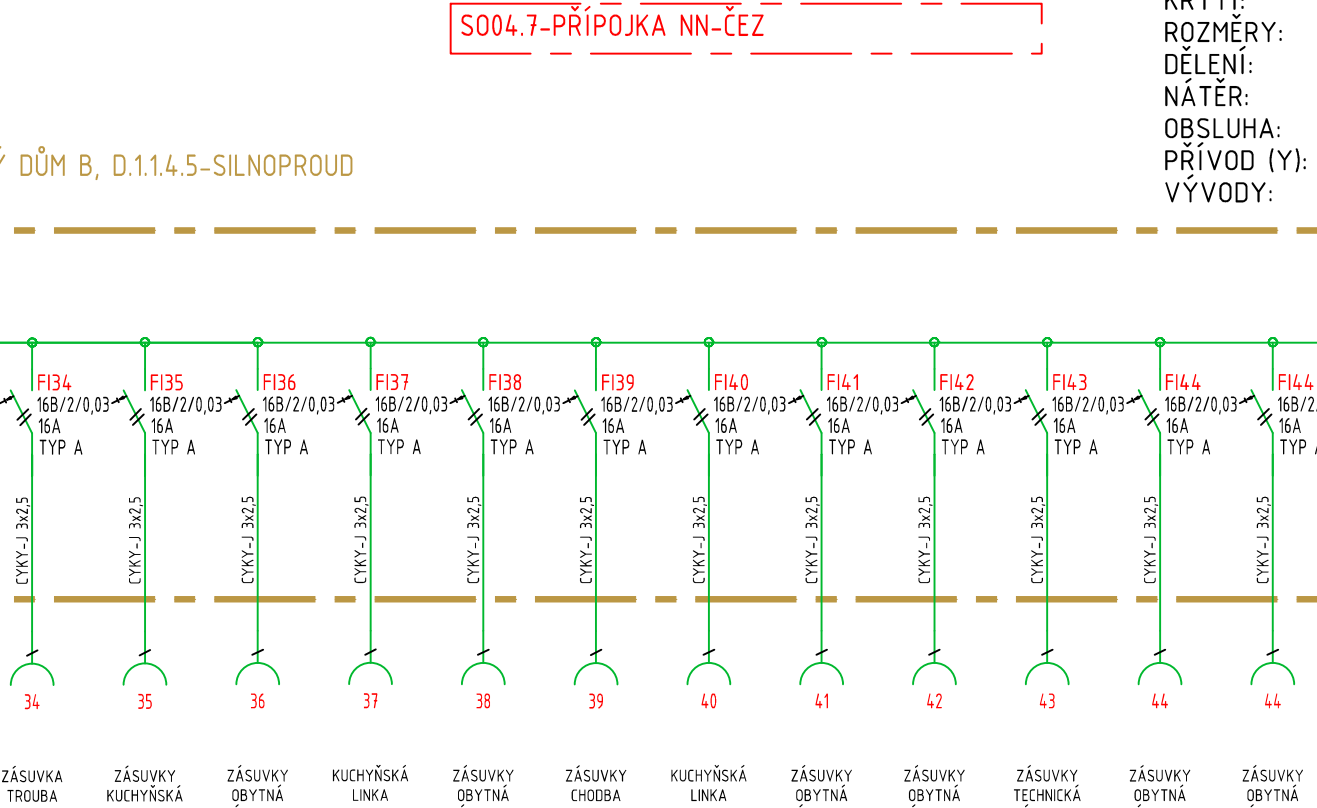 SO04.7-PŘÍPOJKA NN-ČEZ
KRYTÍ:
ROZMĚRY:
DĚLENÍ:
NÁTĚR:
OBSLUHA:
PŘÍVOD (Y):
VÝVODY:
Ý DŮM B, D.1.1.4.5-SILNOPROUD
FI34 FI35 FI36 FI37 FI38 FI39 FI40 FI41 FI42 FI43 FI44 FI44
16B/2/0,03 16B/2/0,03 16B/2/0,03 16B/2/0,03 16B/2/0,03 16B/2/0,03 16B/2/0,03 16B/2/0,03 16B/2/0,03 16B/2/0,03 16B/2/0,03 16B/2/
16A 16A 16A 16A 16A 16A 16A 16A 16A 16A 16A 16A
TYP A TYP A TYP A TYP A TYP A TYP A TYP A TYP A TYP A TYP A TYP A TYP A
CYKY-J 3x2,5 CYKY-J 3x2,5 CYKY-J 3x2,5 CYKY-J 3x2,5 CYKY-J 3x2,5 CYKY-J 3x2,5 CYKY-J 3x2,5 CYKY-J 3x2,5 CYKY-J 3x2,5 CYKY-J 3x2,5 CYKY-J 3x2,5 CYKY-J 3x2,5
34 35 36 37 38 39 40 41 42 43 44 44
ZÁSUVKA ZÁSUVKY ZÁSUVKY KUCHYŇSKÁ ZÁSUVKY ZÁSUVKY KUCHYŇSKÁ ZÁSUVKY ZÁSUVKY ZÁSUVKY ZÁSUVKY ZÁSUVKY
TROUBA KUCHYŇSKÁ OBYTNÁ LINKA OBYTNÁ CHODBA LINKA OBYTNÁ OBYTNÁ TECHNICKÁ OBYTNÁ OBYTNÁ